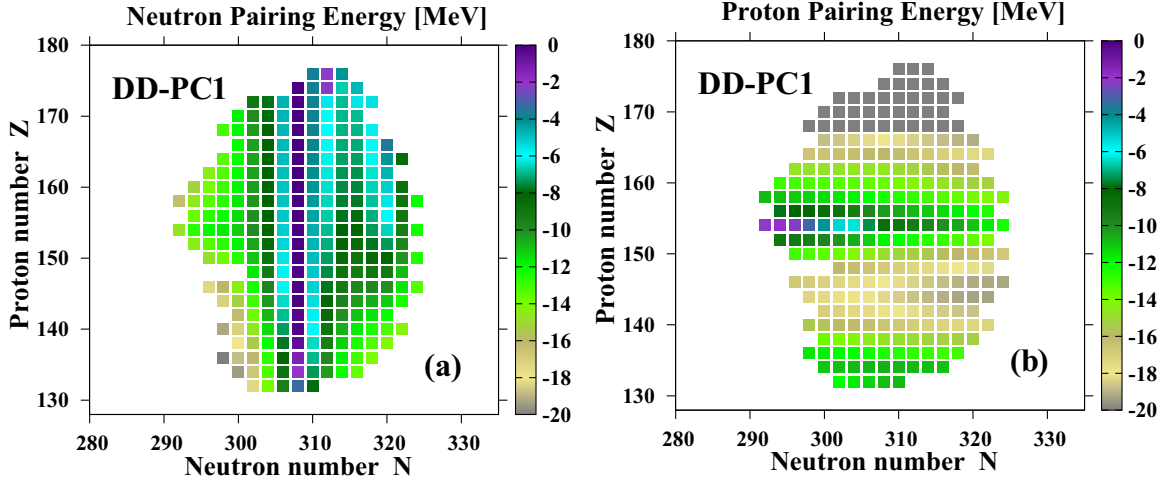 Neutron Pairing Energy [MeV]
180
170
160
150
140
130
Proton number Z
DD-PC1
(a)
280 290 300 310 320 330
Neutron number N
0
-2
-4
-6
-8
-10
-12
-14
-16
-18
-20
Proton Pairing Energy [MeV]
180
170
160
150
140
130
Proton number Z
DD-PC1
(b)
280 290 300 310 320 330
Neutron number N
0
-2
-4
-6
-8
-10
-12
-14
-16
-18
-20